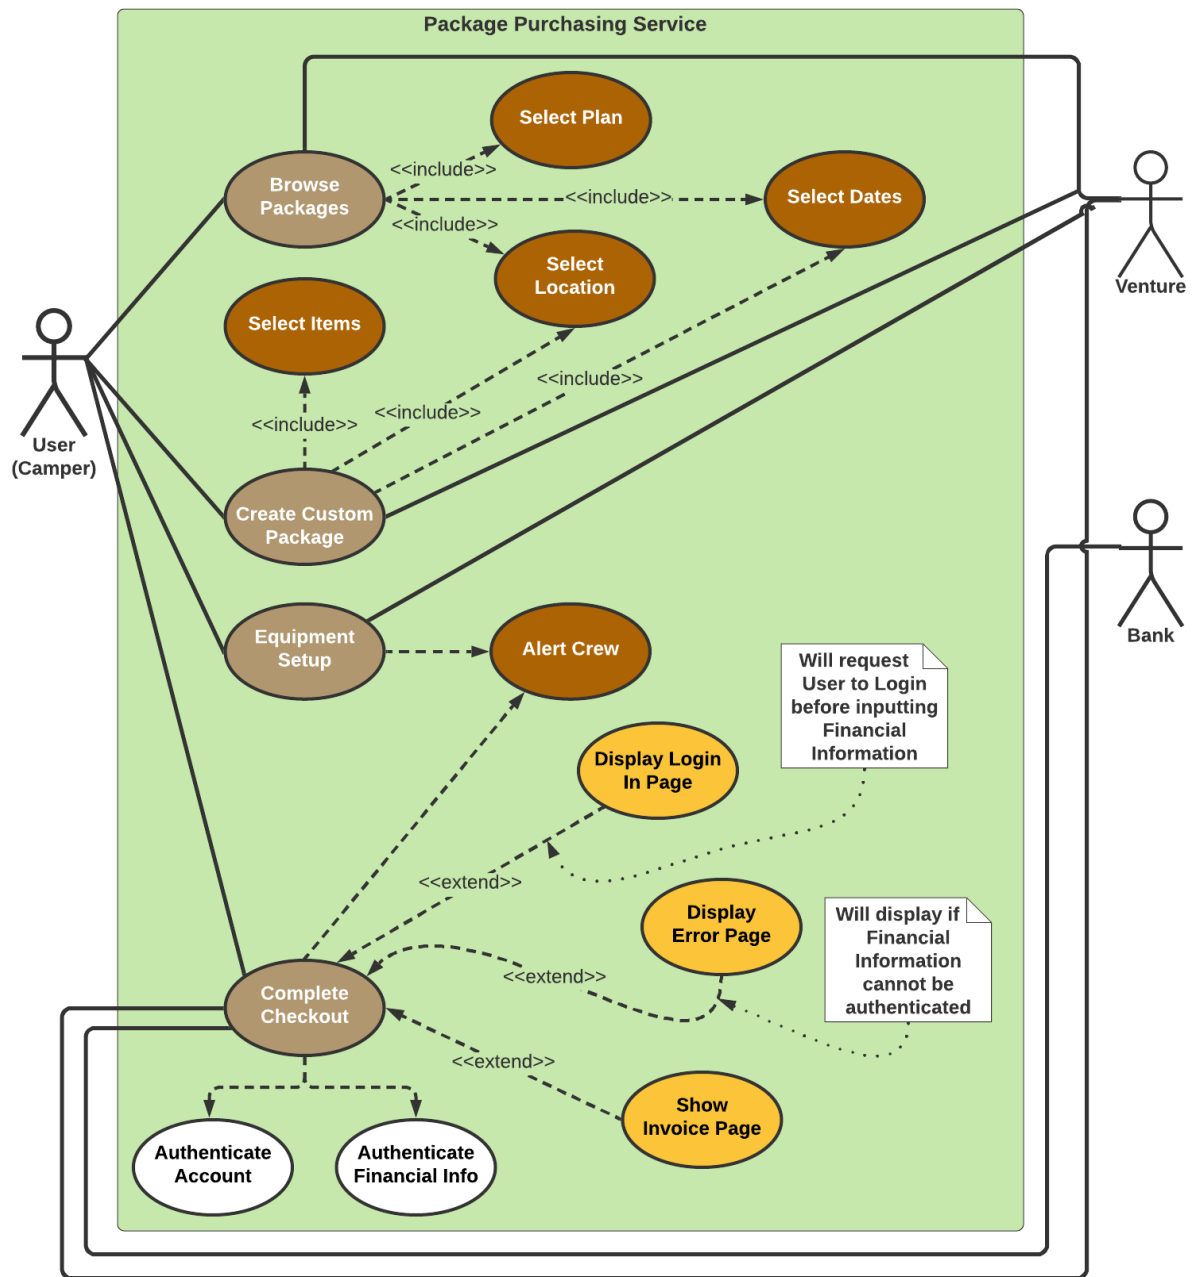 Package Purchasing Service
Select Plan
<<include>>
Browse
Packages
<<include>>
Select Dates
<<include>>
Select
Location
Venture
Select Items
<<include>>
<<include>>
<<include>>
User
(Camper)
Create Custom
Package
Bank
Equipment
Setup
Alert Crew
Will request
User to Login
before inputting
Financial
Information
Display Login
In Page
<<extend>>
Display
Error Page
Will display if
Financial
Information
cannot be
authenticated
<<extend>>
Complete
Checkout
<<extend>>
Show
Invoice Page
Authenticate
Account
Authenticate
Financial Info